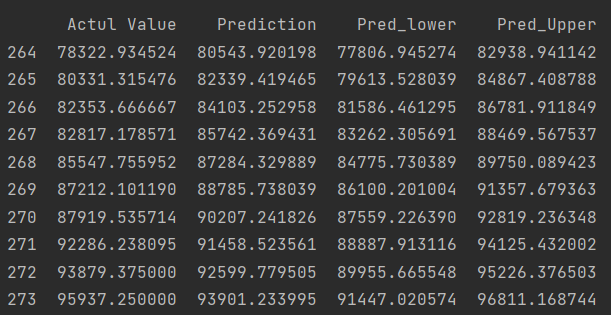 Actul Value Prediction Pred_lower Pred_Upper
264 78322.934524 80543.920198 77806.945274 82938.941142
265 80331.315476 82339.419465 79613.528039 84867.408788
266 82353.666667 84103.252958 81586.461295 86781.911849
267 82817.178571 85742.369431 83262.305691 88469.567537
268 85547.755952 87284.329889 84775.730389 89750.089423
269 87212.101190 88785.738039 86100.201004 91357.679363
270 87919.535714 90207.241826 87559.226390 92819.236348
271 92286.238095 91458.523561 88887.913116 94125.432002
272 93879.375000 92599.779505 89955.665548 95226.376503
273 95937.250000 93901.233995 91447.020574 96811.168744